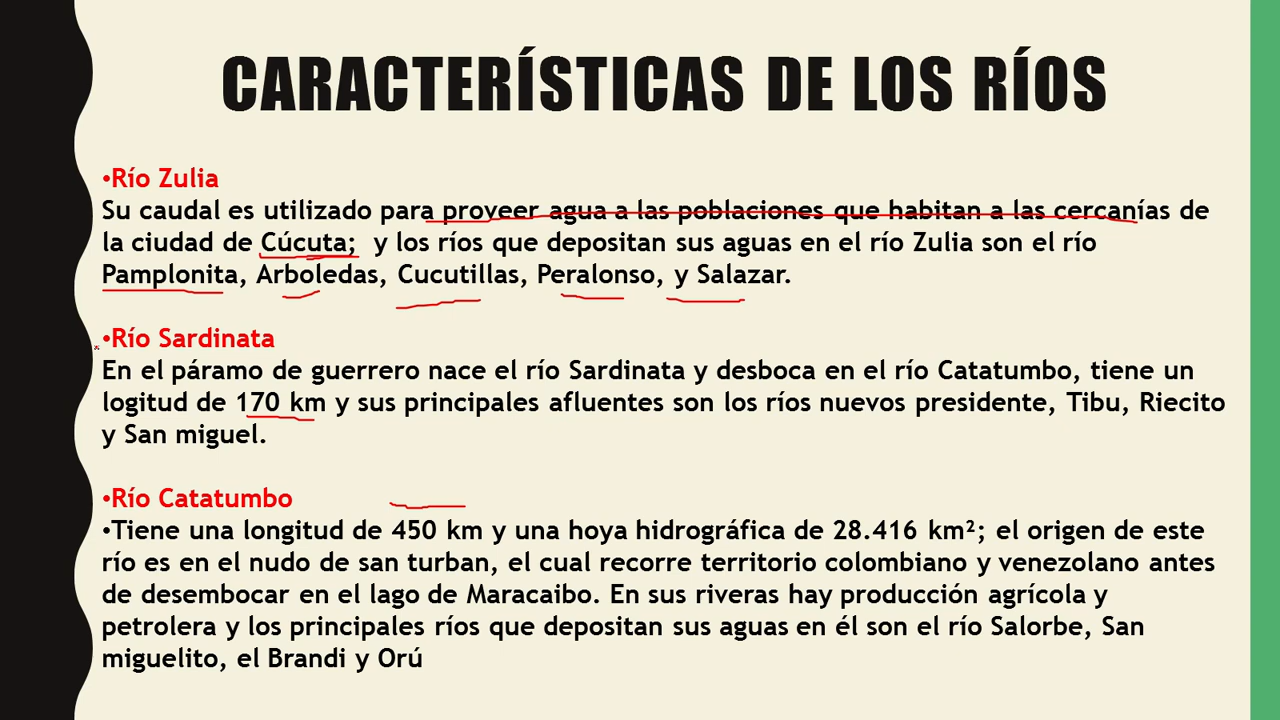 CARACTERÍSTICAS DE LOS RÍOS
•Río Zulia
Su caudal es utilizado para proveer agua a las poblaciones que habitan a las cercanías de
la ciudad de Cúcuta; y los ríos que depositan sus aguas en el río Zulia son el río
Pamplonita, Arboledas, Cucutillas, Peralonso, y Salazar.
•Río Sardinata
En el páramo de guerrero nace el río Sardinata y desboca en el río Catatumbo, tiene un
logitud de 170 km y sus principales afluentes son los ríos nuevos presidente, Tibu, Riecito
y San miguel.
•Río Catatumbo
•Tiene una longitud de 450 km y una hoya hidrográfica de 28.416 km²; el origen de este
río es en el nudo de san turban, el cual recorre territorio colombiano y venezolano antes
de desembocar en el lago de Maracaibo. En sus riveras hay producción agrícola y
petrolera y los principales ríos que depositan sus aguas en él son el río Salorbe, San
miguelito, el Brandi y Orú